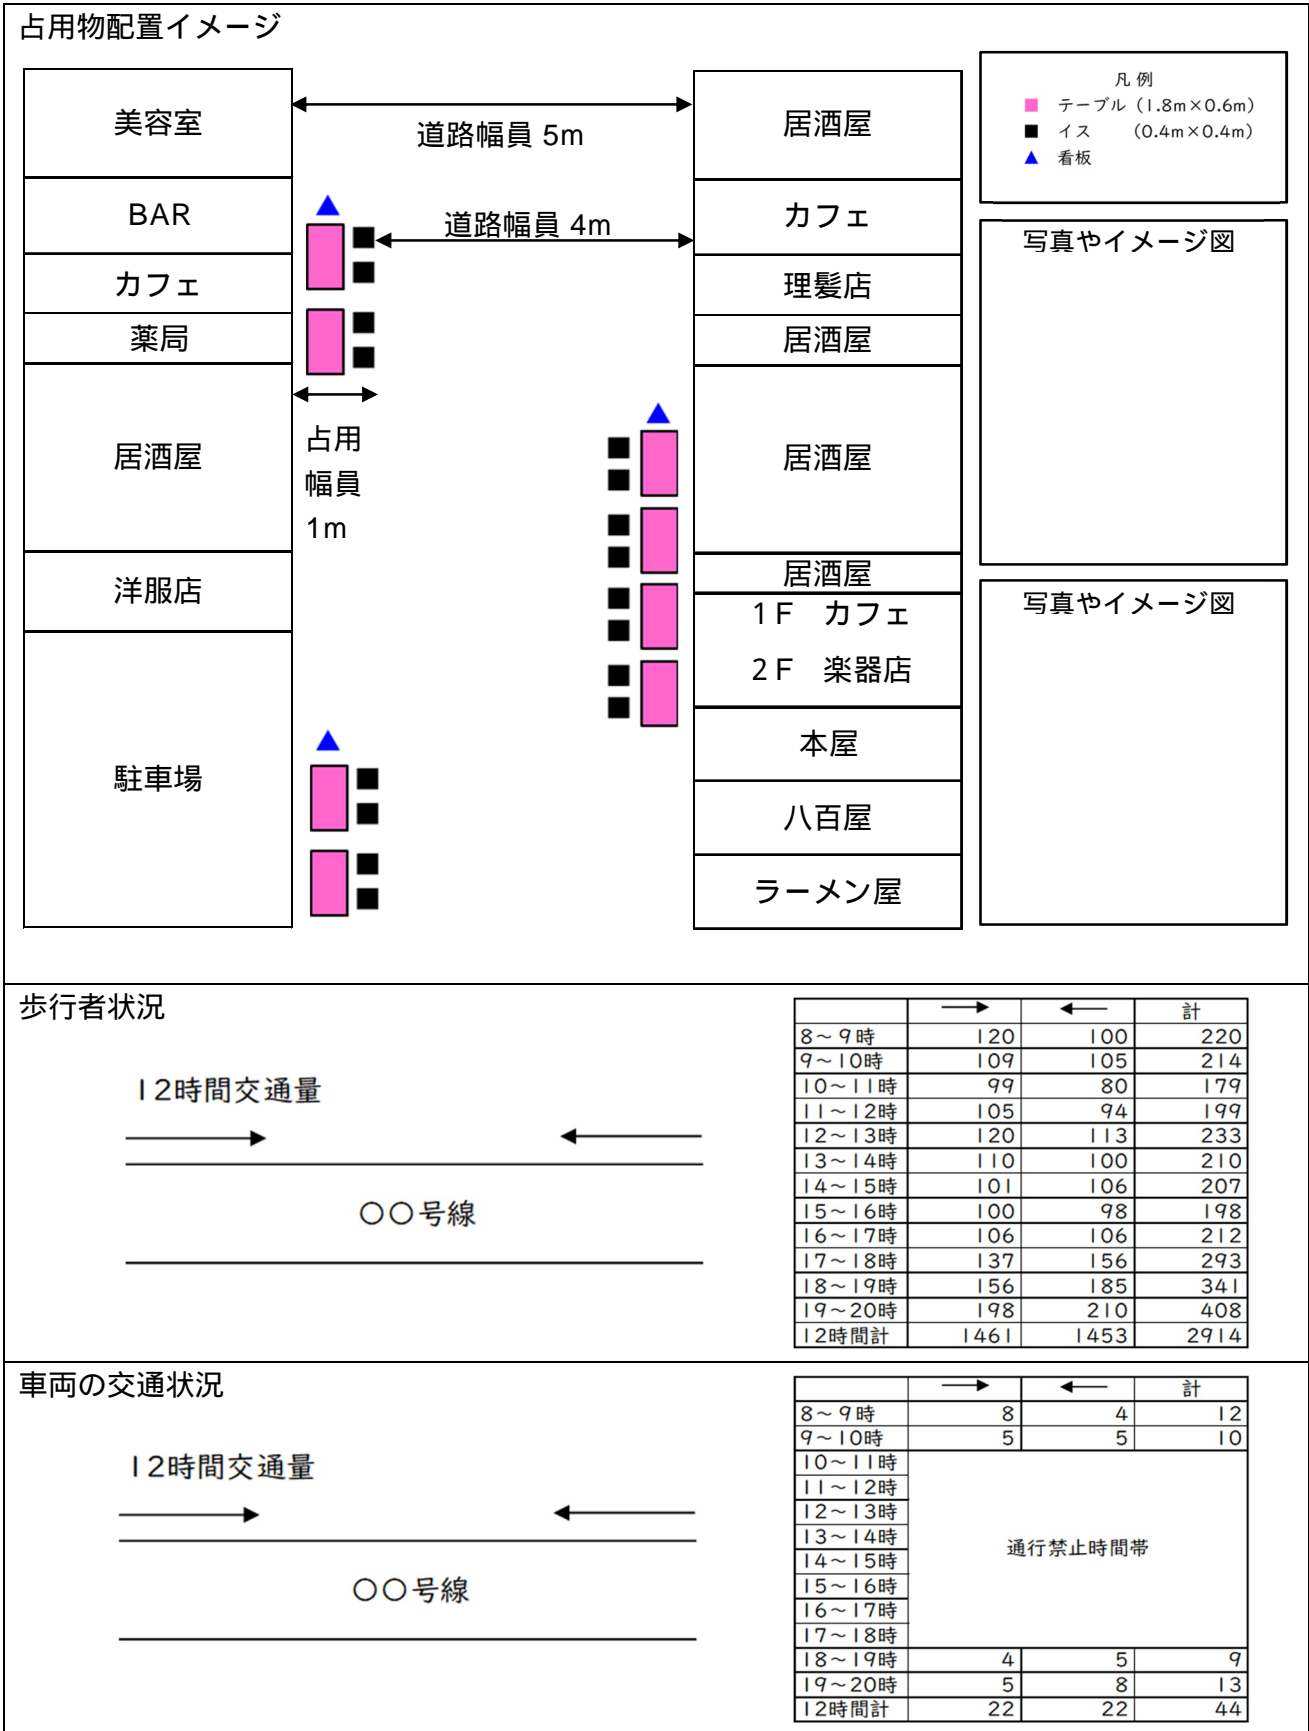 占用物配置イメージ
美容室
BAR
カフェ
薬局
居酒屋
洋服店
駐車場
道路幅員 5m
道路幅員 4m
占用
幅員
1m
居酒屋
カフェ
理髪店
居酒屋
居酒屋
居酒屋
1F カフェ
2F 楽器店
本屋
八百屋
ラーメン屋
凡例
テーブル (1.8m×0.6m)
イス (0.4m×0.4m)
看板
写真やイメージ図
写真やイメージ図
歩行者状況
12時間交通量
○○号線
計
8~9時 120 100 220
9~10時 109 105 214
10~11時 99 80 179
11~12時 105 94 199
12~13時 120 113 233
13~14時 110 100 210
14~15時 101 106 207
15~16時 100 98 198
16~17時 106 106 212
17~18時 137 156 293
18~19時 156 185 341
19~20時 198 210 408
12時間計 1461 1453 2914
車両の交通状況
12時間交通量
○○号線
計
8~9時 8 4 12
9~10時 5 5 10
10~11時
11~12時
12~13時
13~14時
14~15時
15~16時
16~17時
17~18時
通行禁止時間帯
18~19時 4 5 9
19~20時 5 8 13
12時間計 22 22 44